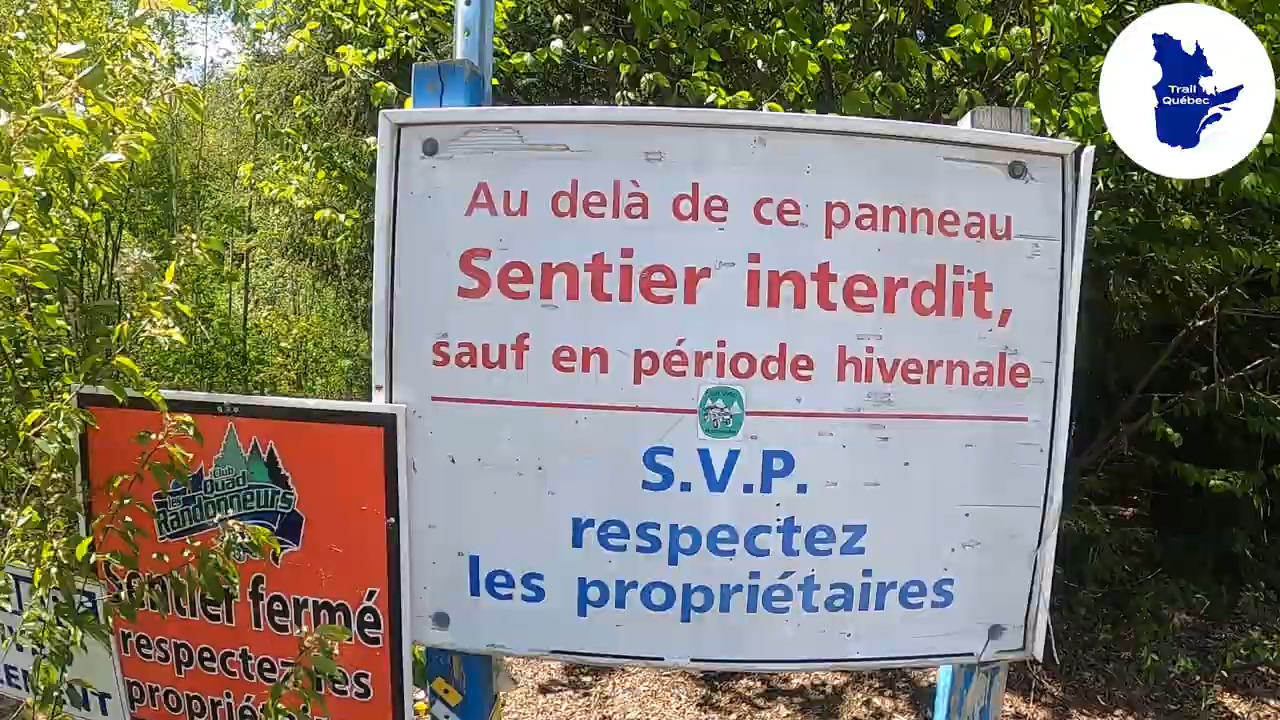 Trail
Québec
Au delà de ce panneau
Sentier interdit,
sauf en période hivernale
S.V.P.
respectez
les propriétaires
Club
Quad
Les
Randonneurs
Sentier fermé
respectez les